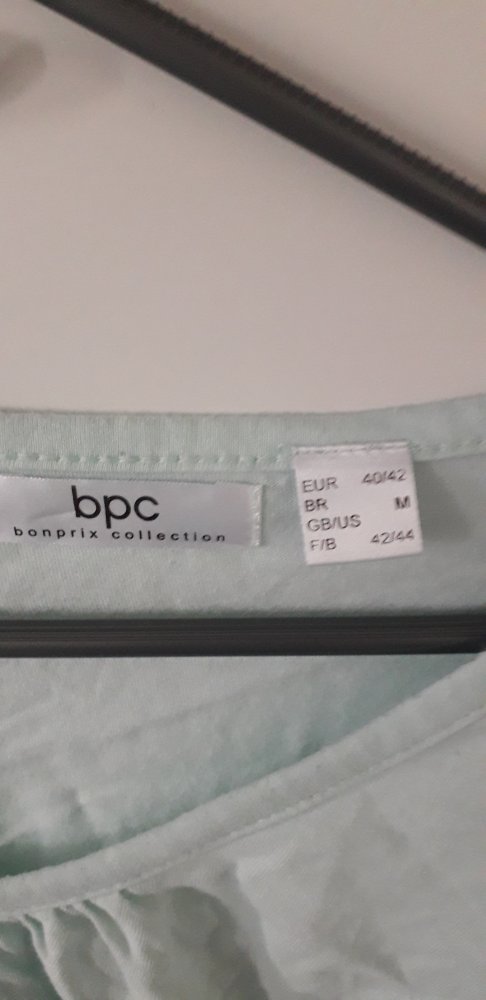 bpc
bonprix collection
EUR 40/42
BR
GB/US M
F/B 42/44